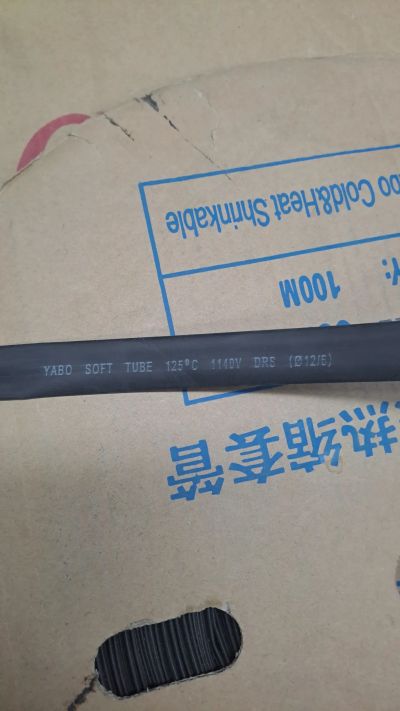 Cold&Heat Shrinkable
Y: 100M
YABO SOFT TUBE 125°C 1140V DRS (Ø12/6)
热缩套管